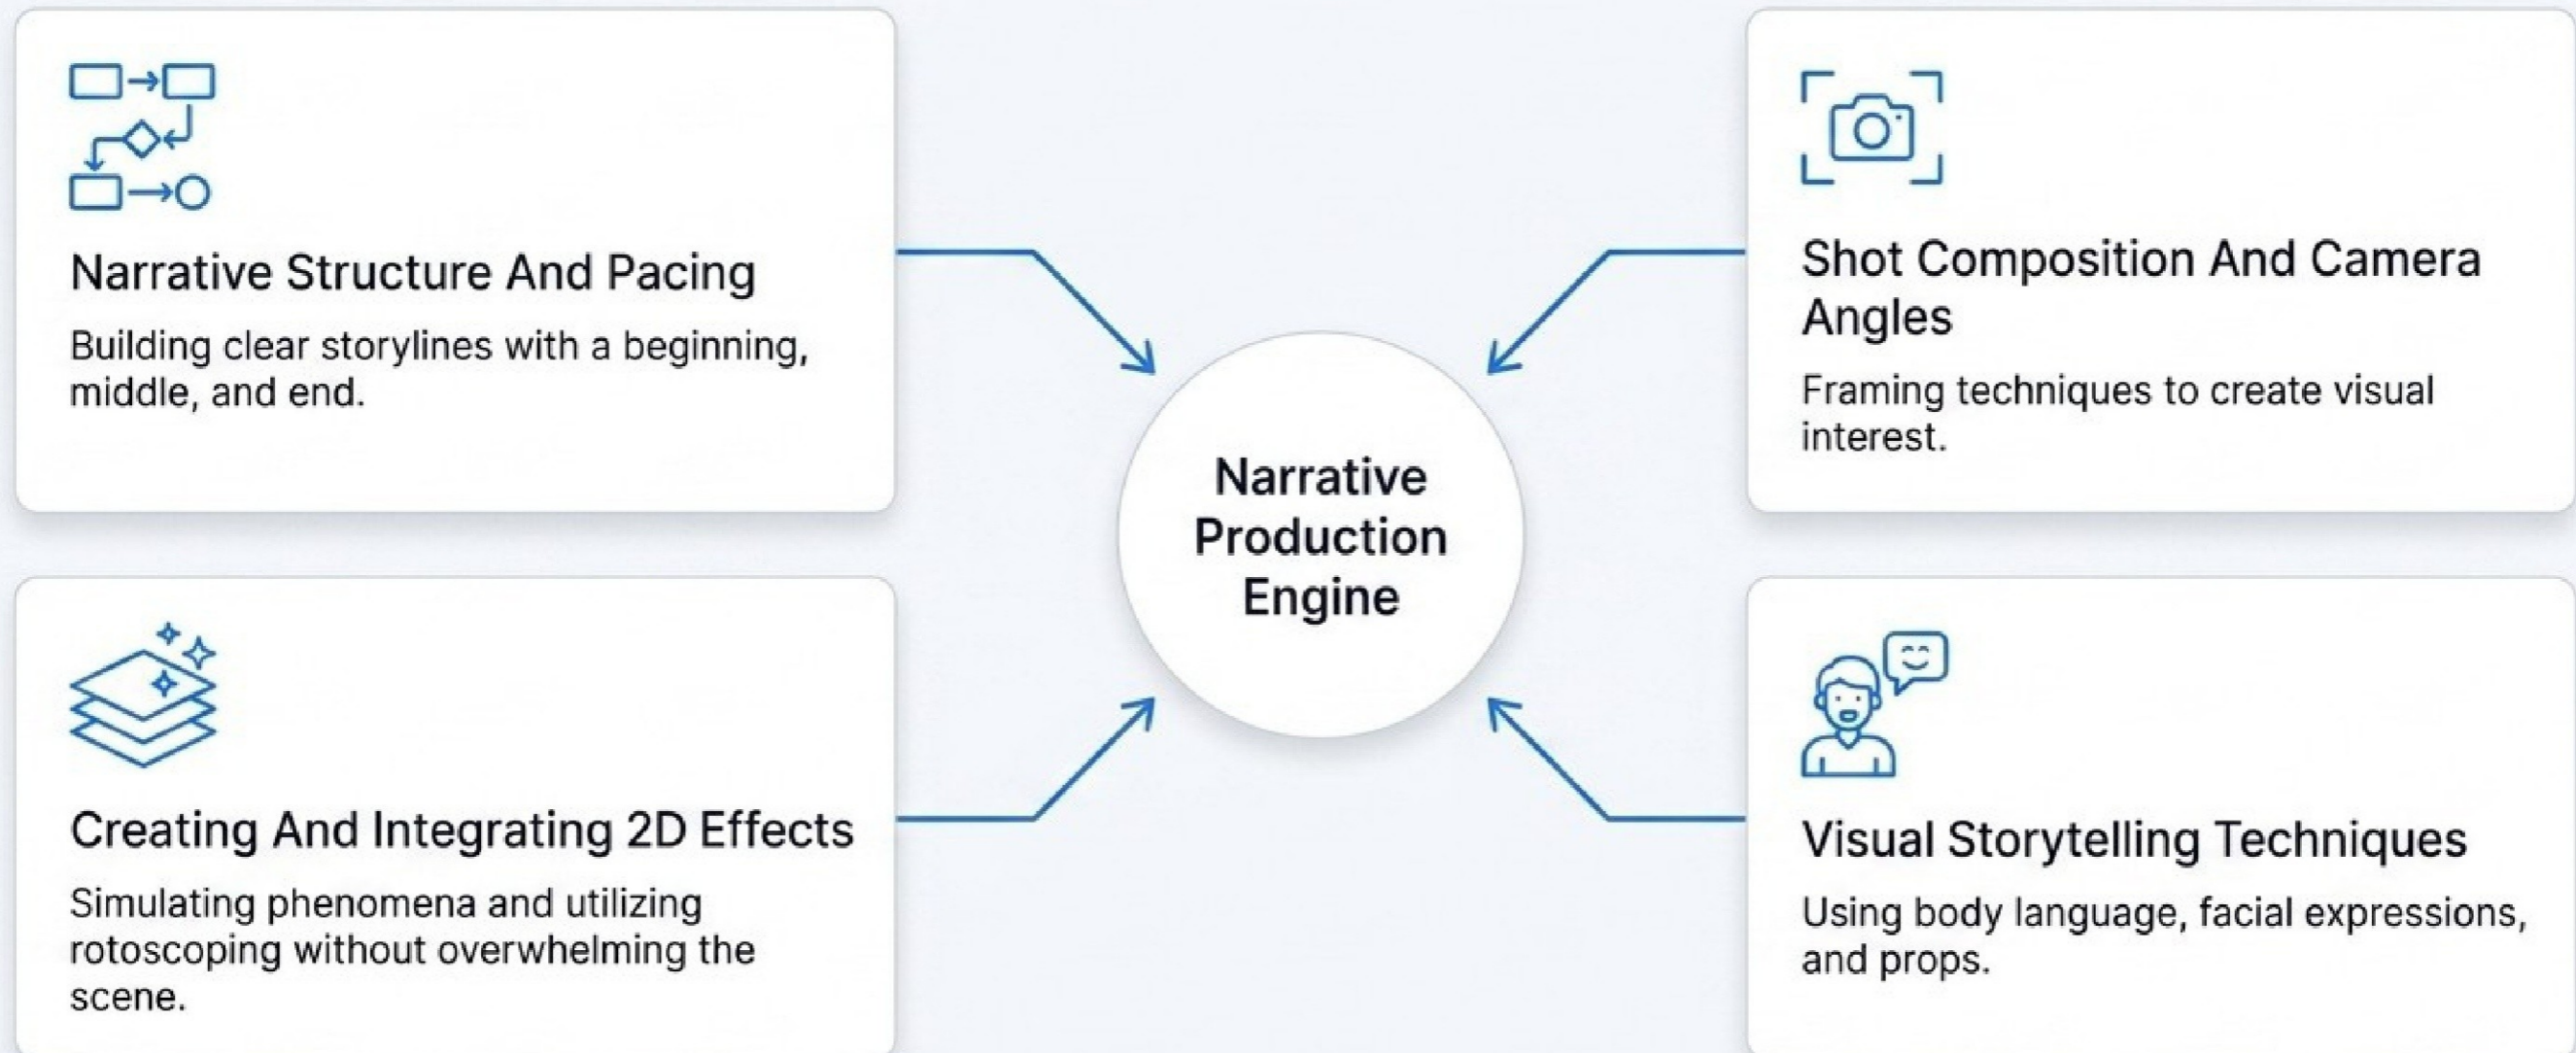 Narrative Structure And Pacing
Building clear storylines with a beginning,
middle, and end.
Shot Composition And Camera
Angles
Framing techniques to create visual
interest.
Narrative
Production
Engine
Creating And Integrating 2D Effects
Simulating phenomena and utilizing
rotoscoping without overwhelming the
scene.
Visual Storytelling Techniques
Using body language, facial expressions,
and props.